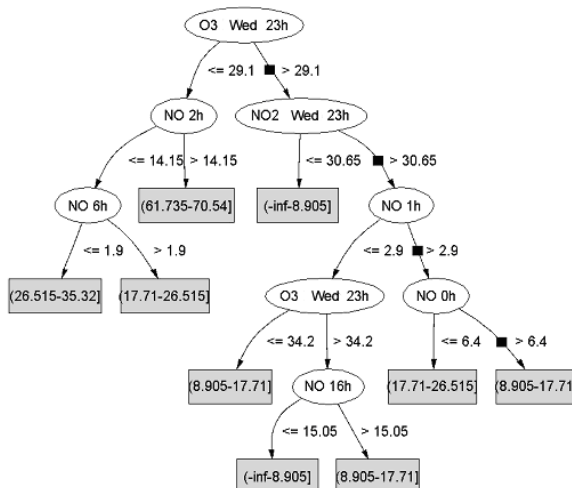 O3 Wed 23h
<= 29.1 > 29.1
NO 2h NO2 Wed 23h
<= 14.15 > 14.15 <= 30.65 > 30.65
NO 6h (61.735-70.54] (-inf-8.905] NO 1h
<= 1.9 > 1.9 <= 2.9 > 2.9
(26.515-35.32] (17.71-26.515] O3 Wed 23h NO 0h
<= 34.2 > 34.2 <= 6.4 > 6.4
(8.905-17.71] NO 16h (17.71-26.515] (8.905-17.71]
<= 15.05 > 15.05
(-inf-8.905] (8.905-17.71]